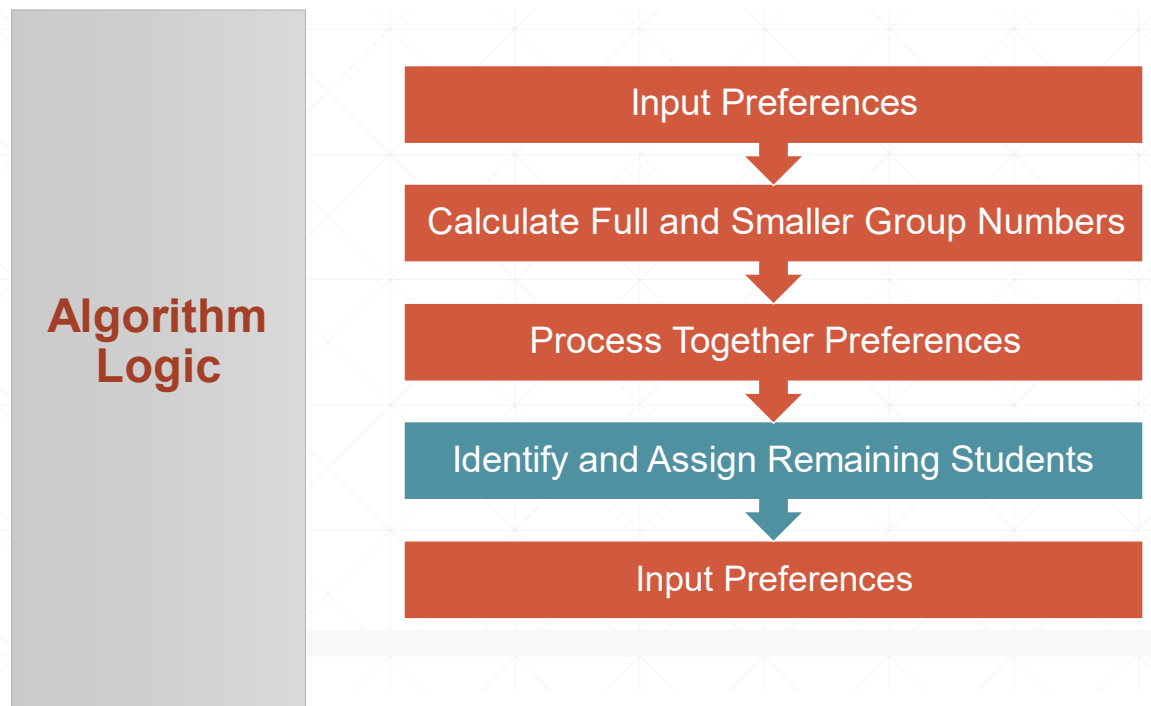 Algorithm
Logic
Input Preferences
Calculate Full and Smaller Group Numbers
Process Together Preferences
Identify and Assign Remaining Students
Input Preferences